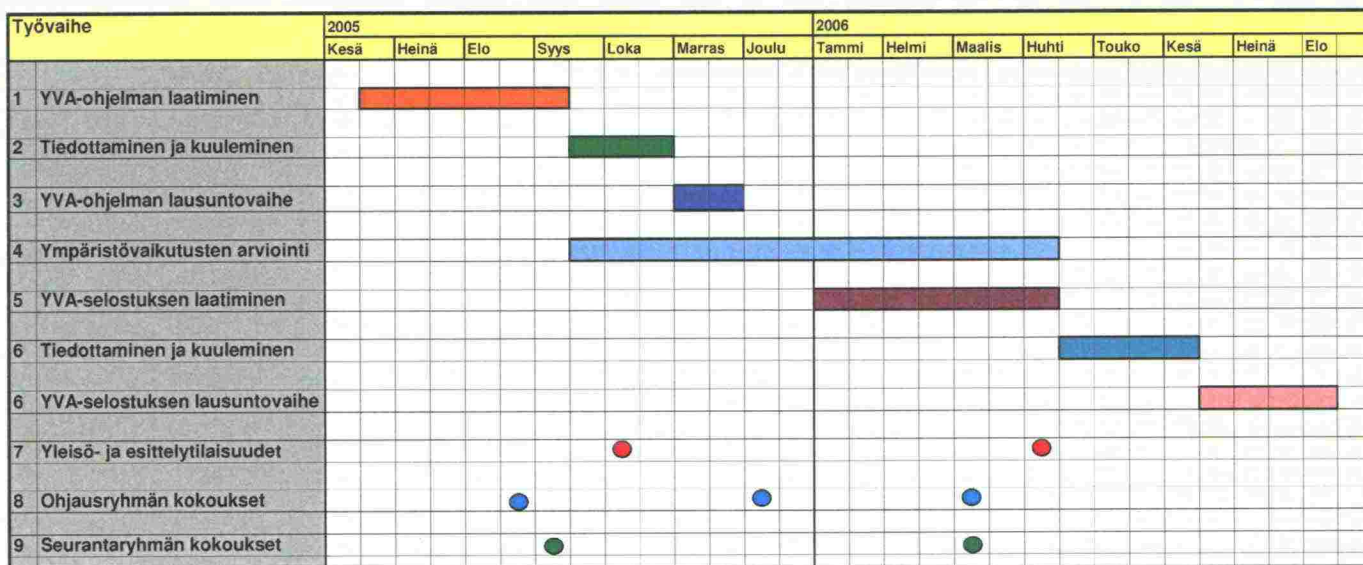 Työvaihe 2005 2006
Kesä Heinä Elo Syys Loka Marras Joulu Tammi Helmi Maalis Huhti Touko Kesä Heinä Elo
1 YVA-ohjelman laatiminen
2 Tiedottaminen ja kuuleminen
3 YVA-ohjelman lausuntovaihe
4 Ympäristövaikutusten arviointi
5 YVA-selostuksen laatiminen
6 Tiedottaminen ja kuuleminen
6 YVA-selostuksen lausuntovaihe
7 Yleisö- ja esittelytilaisuudet
8 Ohjausryhmän kokoukset
9 Seurantaryhmän kokoukset